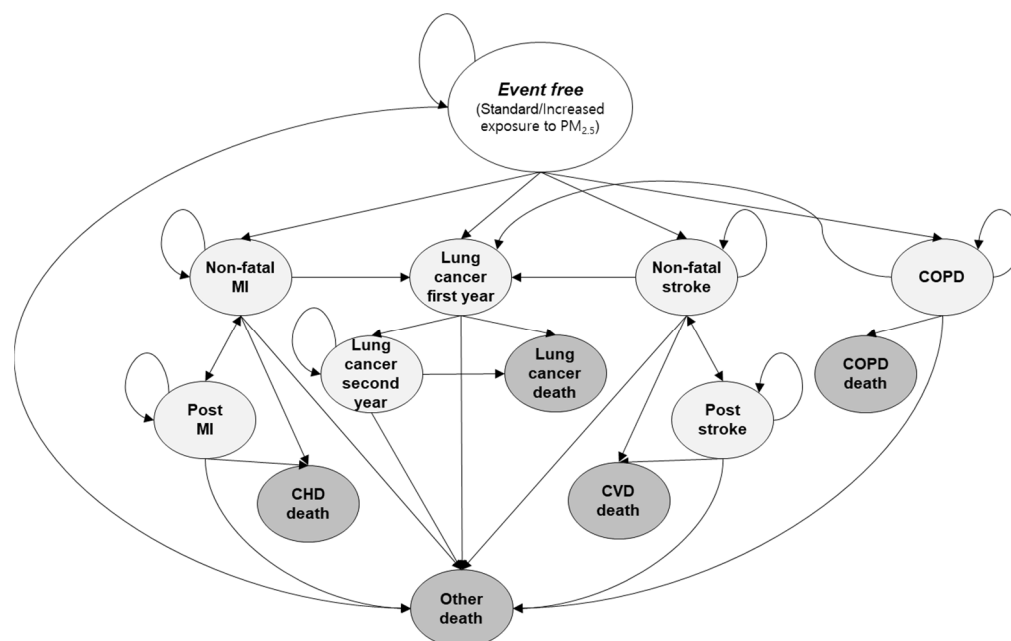 Event free
(Standard/Increased
exposure to PM2.5)
Non-fatal
MI
Lung
cancer
first year
Non-fatal
stroke
COPD
Lung
cancer
second
year
Lung
cancer
death
COPD
death
Post
MI
Post
stroke
CHD
death
CVD
death
Other
death